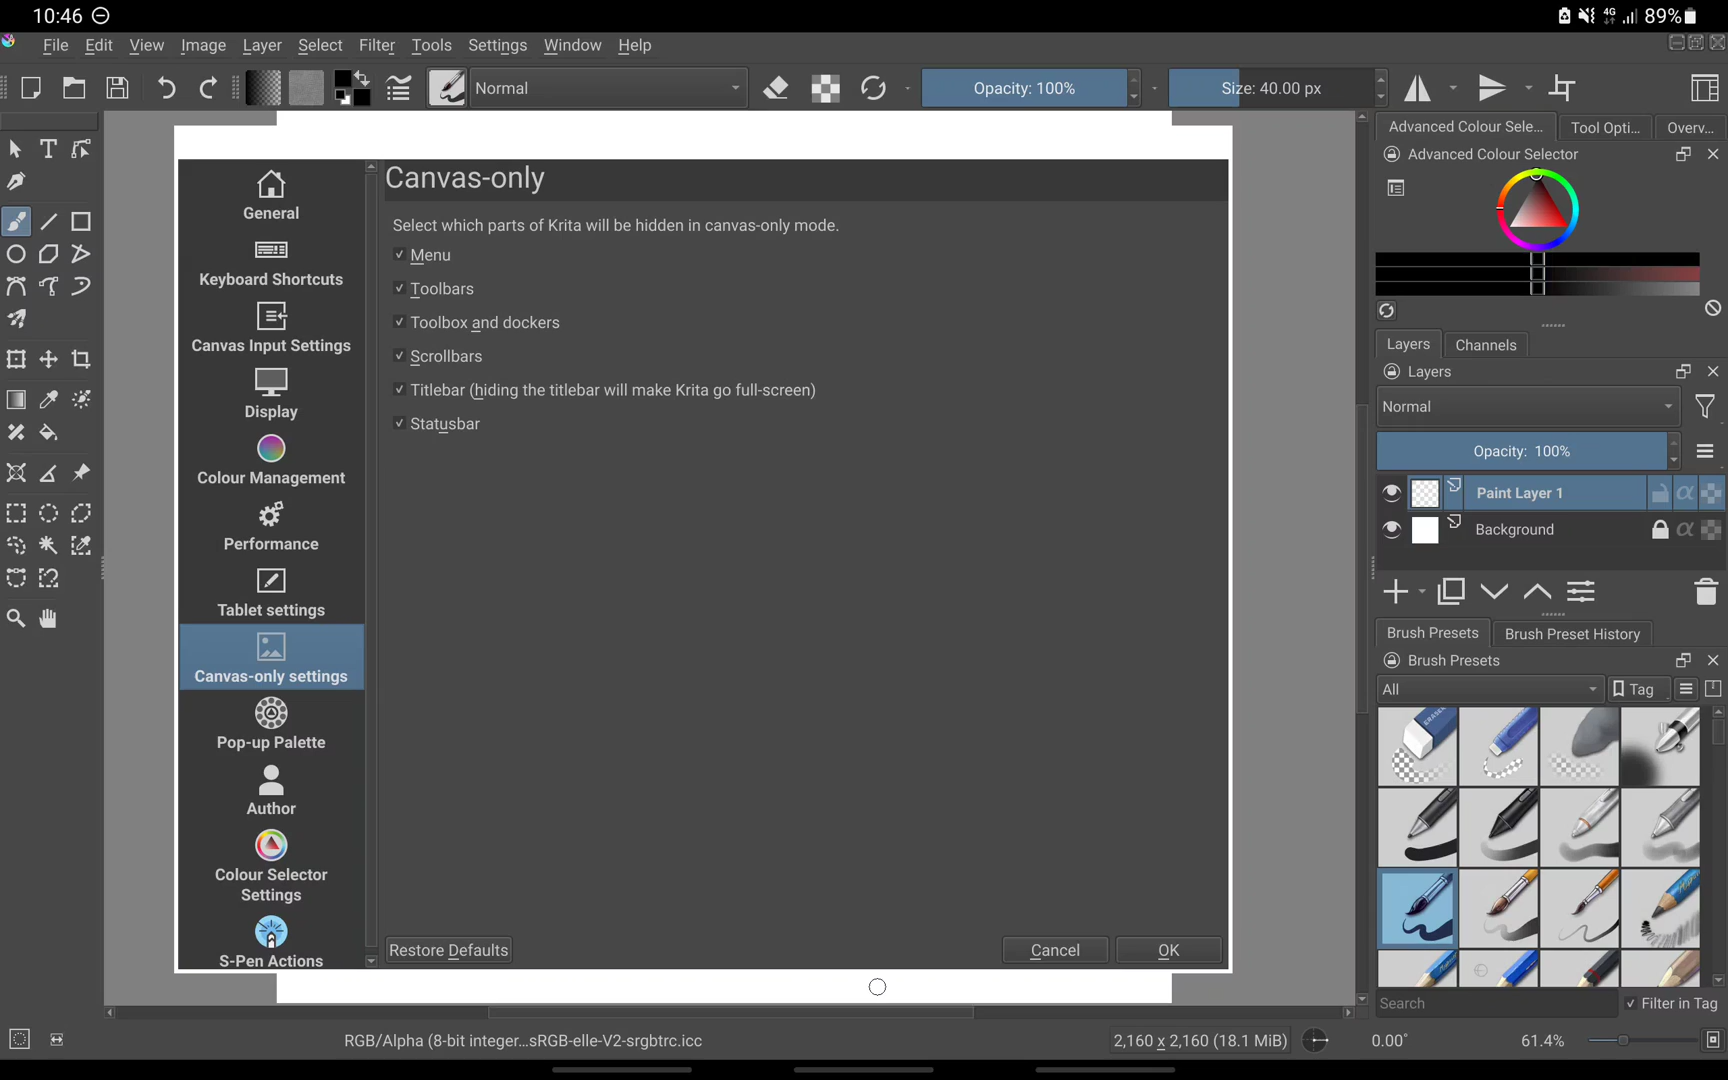 10:46
4G 89%
File Edit View Image Layer Select Filter Tools Settings Window Help
Normal
Opacity: 100%
Size: 40.00 px
Advanced Colour Sele...
Tool Opti...
Overv...
Advanced Colour Selector
General
Keyboard Shortcuts
Canvas Input Settings
Display
Colour Management
Performance
Tablet settings
Canvas-only settings
Pop-up Palette
Author
Colour Selector
Settings
S-Pen Actions
Canvas-only
Select which parts of Krita will be hidden in canvas-only mode.
Menu
Toolbars
Toolbox and dockers
Scrollbars
Titlebar (hiding the titlebar will make Krita go full-screen)
Statusbar
Restore Defaults
Cancel
OK
Layers
Channels
Layers
Normal
Opacity: 100%
Paint Layer 1
Background
Brush Presets
Brush Preset History
Brush Presets
All
Tag
Search
Filter in Tag
RGB/Alpha (8-bit integer...sRGB-elle-V2-srgbtrc.icc
2,160 x 2,160 (18.1 MiB)
0.00°
61.4%